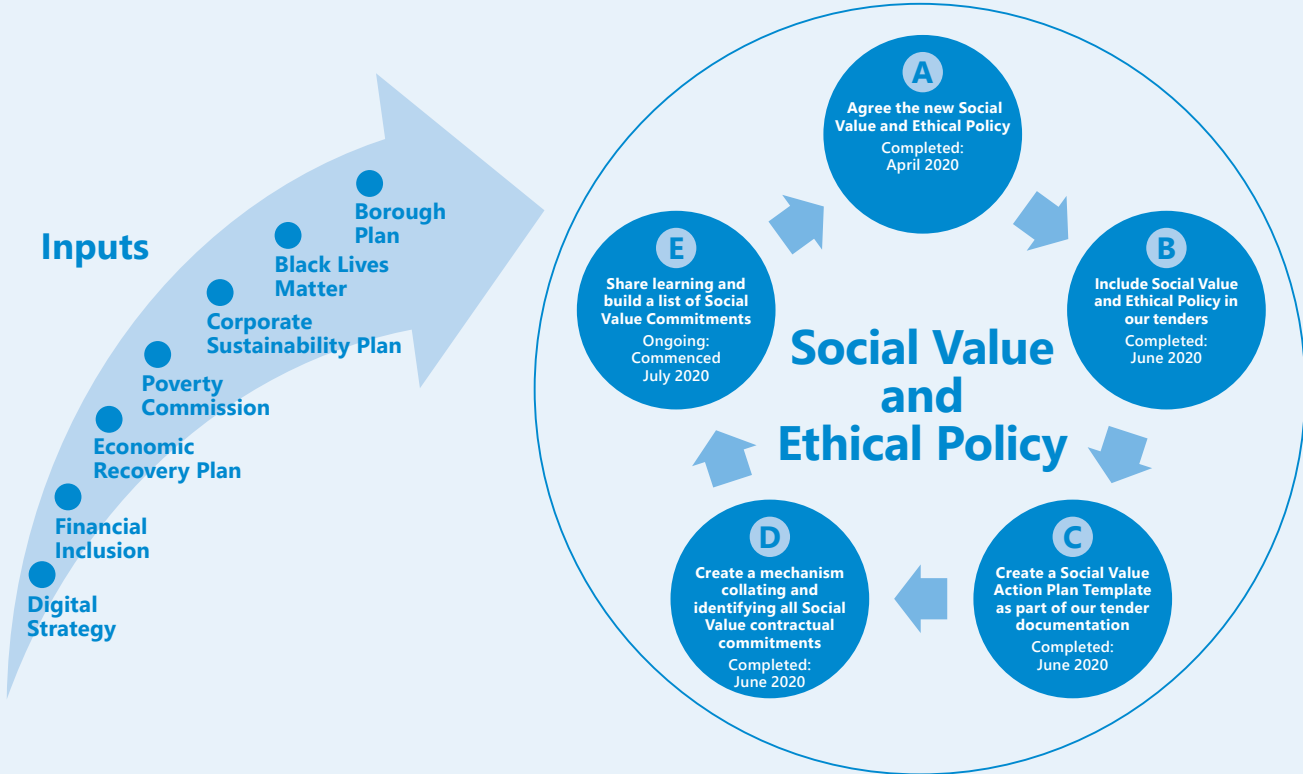 Inputs
Borough
Plan
Black Lives
Matter
Corporate
Sustainability Plan
Poverty
Commission
Economic
Recovery Plan
Financial
Inclusion
Digital
Strategy
Social Value
and
Ethical Policy
A
Agree the new Social
Value and Ethical Policy
Completed:
April 2020
B
Include Social Value
and Ethical Policy in
our tenders
Completed:
June 2020
C
Create a Social Value
Action Plan Template
as part of our tender
documentation
Completed:
June 2020
D
Create a mechanism
collating and
identifying all Social
Value contractual
commitments
Completed:
June 2020
E
Share learning and
build a list of Social
Value Commitments
Ongoing:
Commenced
July 2020